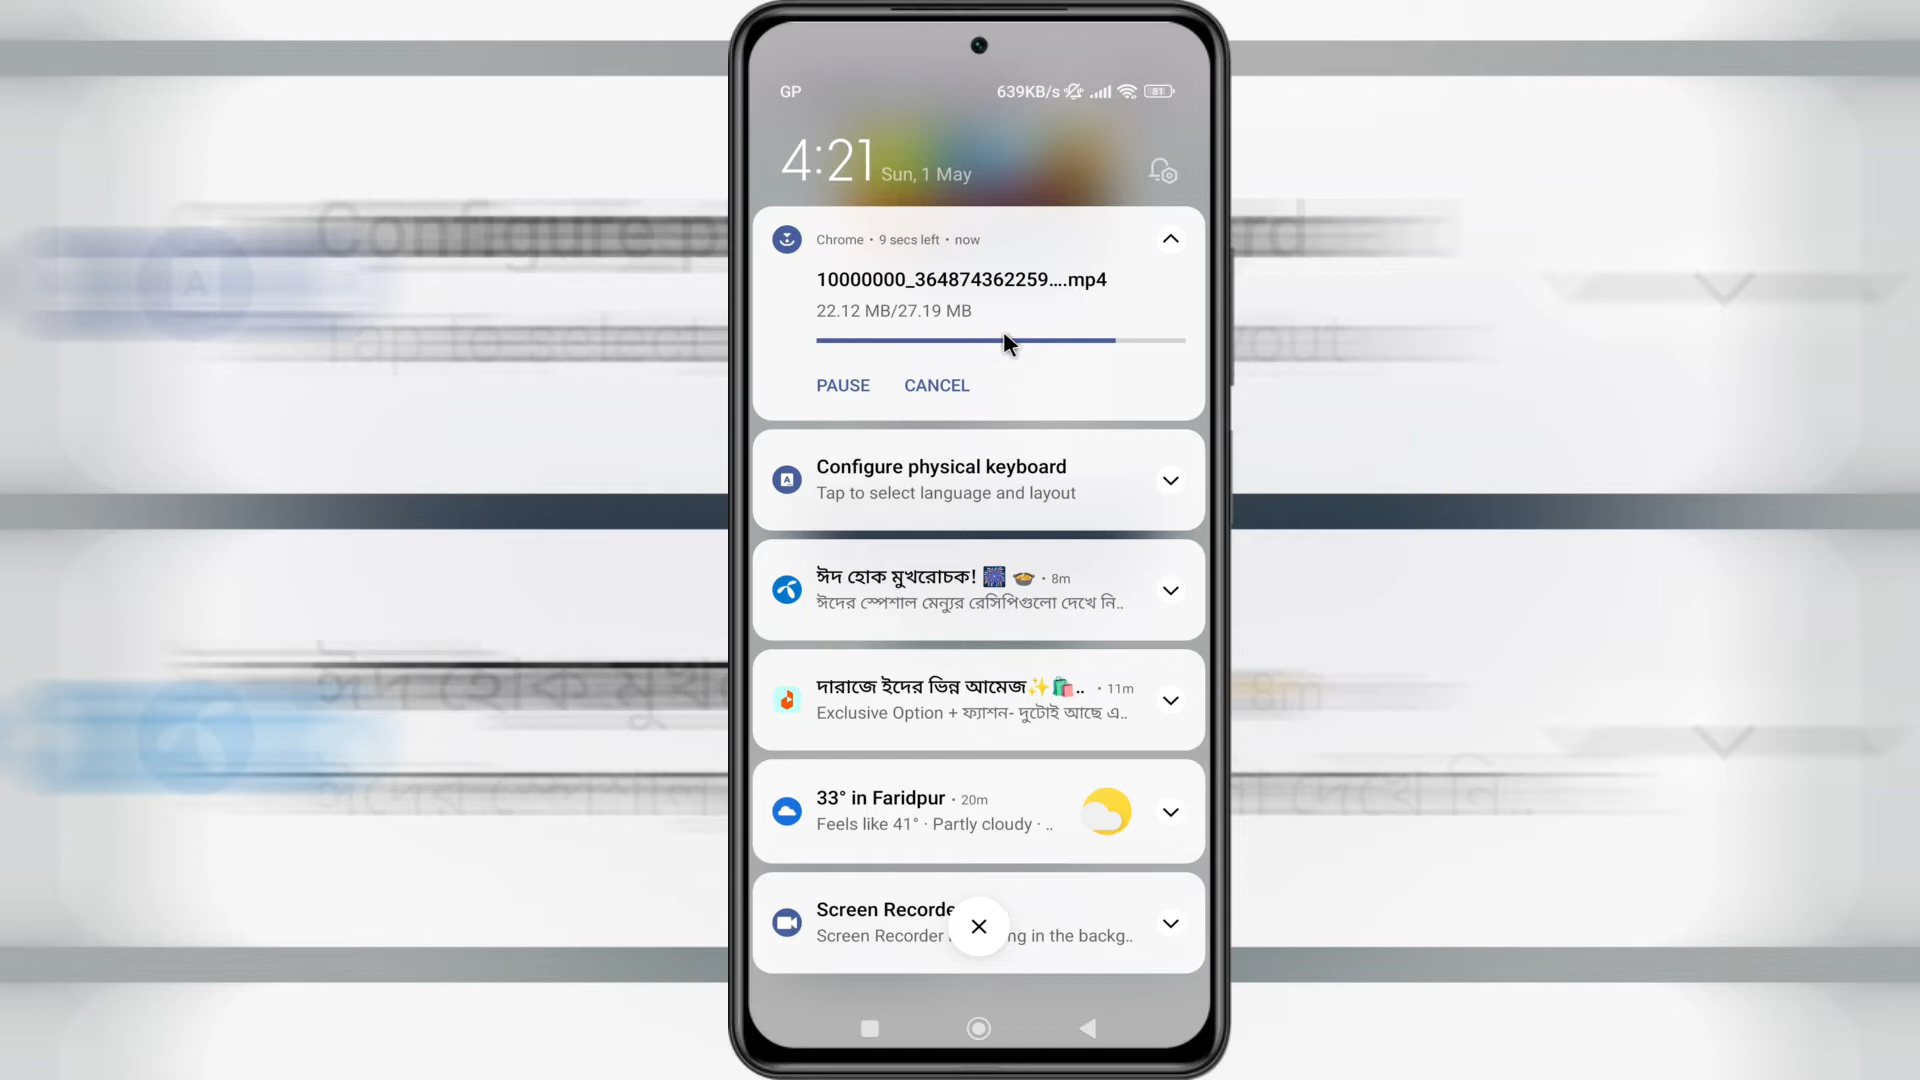 GP
639KB/s
81
4:21 Sun, 1 May
Chrome • 9 secs left • now
10000000_364874362259....mp4
22.12 MB/27.19 MB
PAUSE CANCEL
Configure physical keyboard
Tap to select language and layout
ঈদ হোক মুখরোচক! 🎆 🍲 • 8m
ঈদের স্পেশাল মেন্যুর রেসিপিগুলো দেখে নি..
দারাজে ইদের ভিন্ন আমেজ✨🛍️.. • 11m
Exclusive Option + ফ্যাশন- দুটোই আছে এ..
33° in Faridpur • 20m
Feels like 41° · Partly cloudy · ..
Screen Recorde
Screen Recorder ng in the backg..